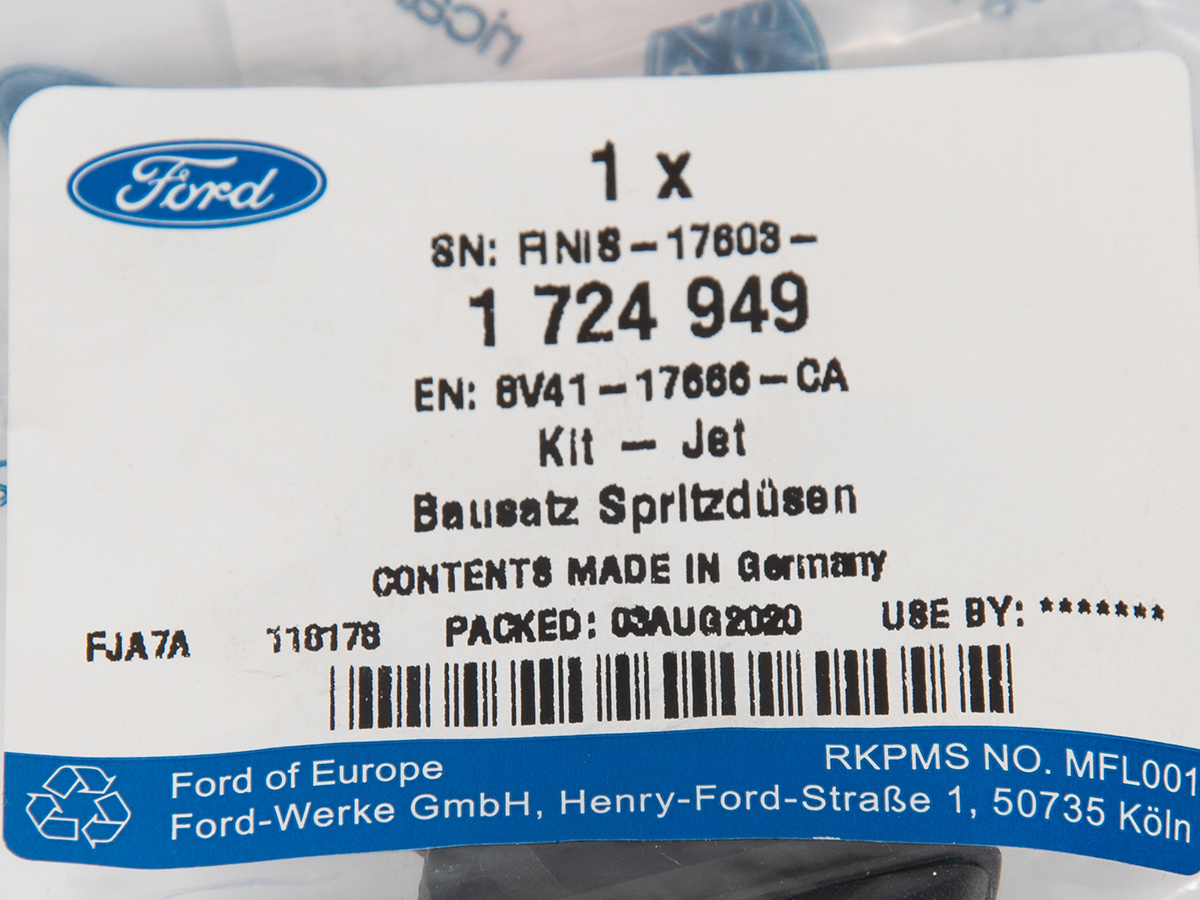 Ford
1 x
SN: FINIS-17603-
1 724 949
EN: 8V41-17666-CA
Kit - Jet
Bausatz Spritzdüsen
CONTENTS MADE IN Germany
FJA7A 118178 PACKED: 03AUG2020 USE BY: *******
Ford of Europe RKPMS NO. MFL001
Ford-Werke GmbH, Henry-Ford-Straße 1, 50735 Köln